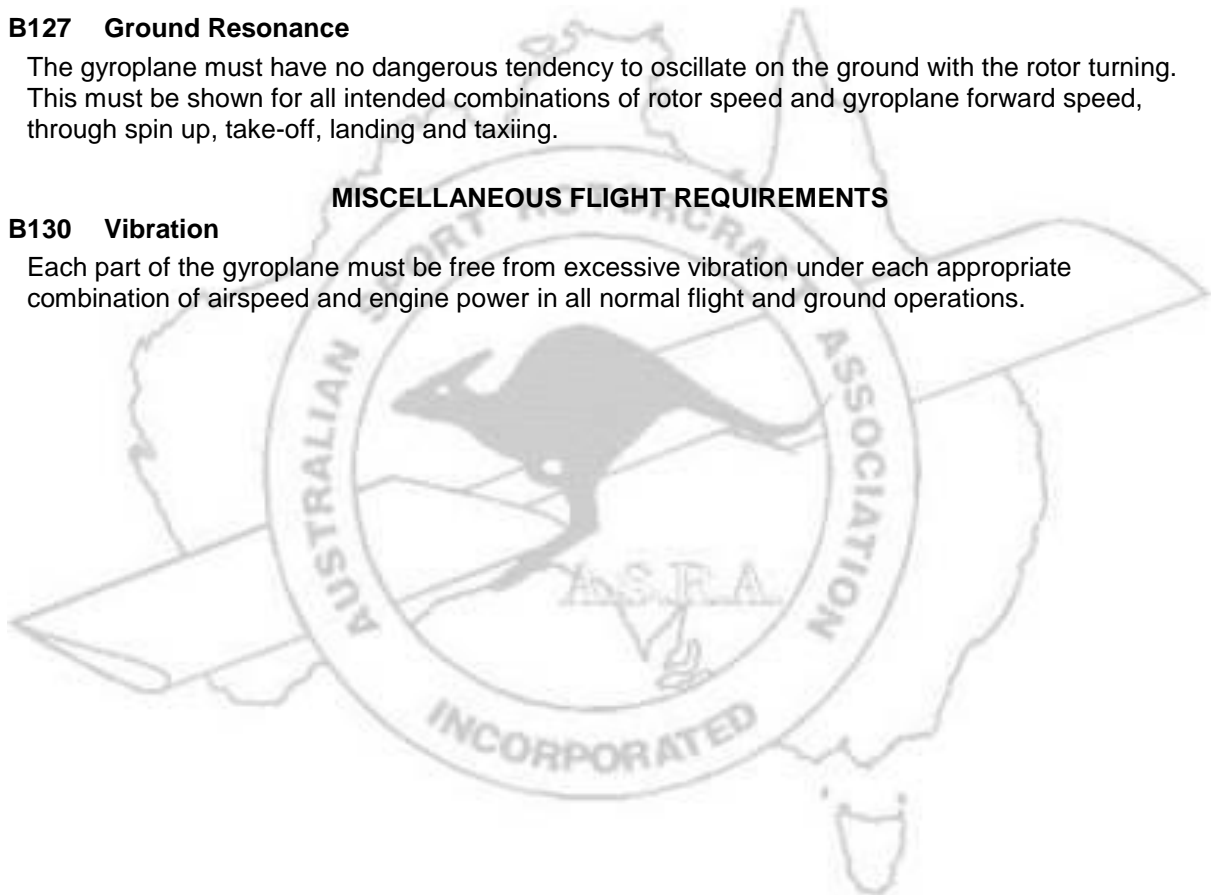 B127 Ground Resonance
The gyroplane must have no dangerous tendency to oscillate on the ground with the rotor turning.
This must be shown for all intended combinations of rotor speed and gyroplane forward speed,
through spin up, take-off, landing and taxiing.
MISCELLANEOUS FLIGHT REQUIREMENTS
B130 Vibration
Each part of the gyroplane must be free from excessive vibration under each appropriate
combination of airspeed and engine power in all normal flight and ground operations.
AUSTRALIAN SPORT ROTORCRAFT ASSOCIATION
A.S.R.A.
INCORPORATED